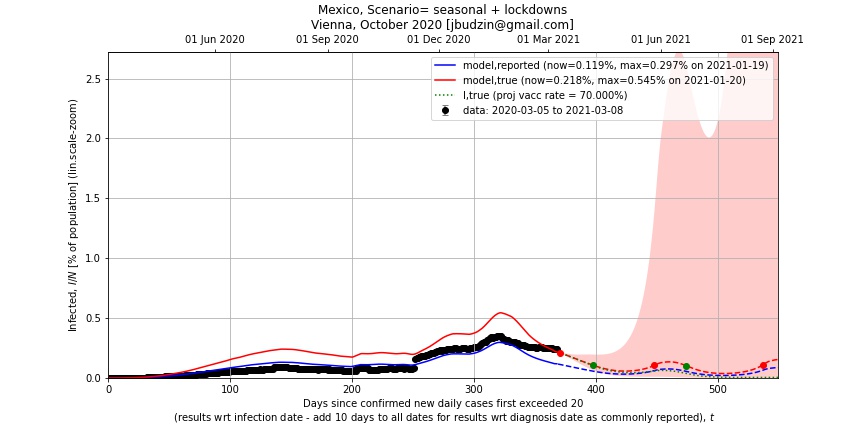 Mexico, Scenario= seasonal + lockdowns
Vienna, October 2020 [jbudzin@gmail.com]
01 Jun 2020 01 Sep 2020 01 Dec 2020 01 Mar 2021 01 Jun 2021 01 Sep 2021
model,reported (now=0.119%, max=0.297% on 2021-01-19)
model,true (now=0.218%, max=0.545% on 2021-01-20)
I,true (proj vacc rate = 70.000%)
data: 2020-03-05 to 2021-03-08
Infected, I/N [% of population] (lin.scale-zoom)
2.5
2.0
1.5
1.0
0.5
0.0
0 100 200 300 400 500
Days since confirmed new daily cases exceeded 20
(results wrt infection date - add 10 days to all dates for results wrt diagnosis date as commonly reported), t